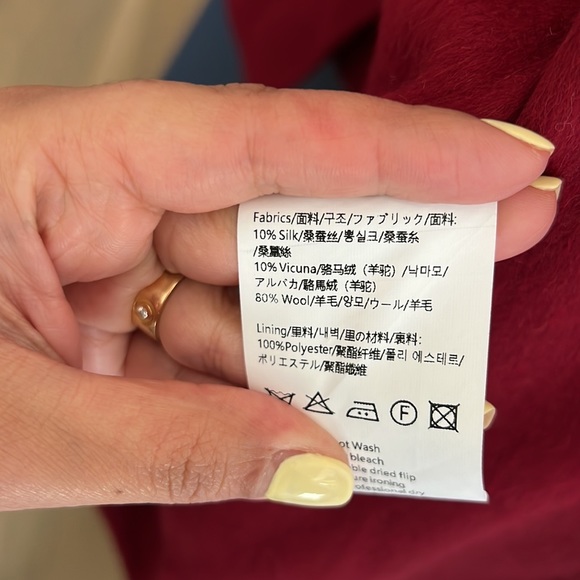 Fabrics/面料/구조/ファブリック/面料:
10% Silk/桑蚕丝/뽕실크/桑蚕糸
/桑蠶絲
10% Vicuna/骆马绒（羊驼）/낙마모/
アルパカ/駱馬絨（羊駝）
80% Wool/羊毛/양모/ウール/羊毛
Lining/里料/내벽/里の材料/裏料:
100%Polyester/聚酯纤维/폴리 에스테르/
ポリエステル/聚酯纖維
F
ot Wash
bleach
ble dried flip
ure ironing
ofessional dry